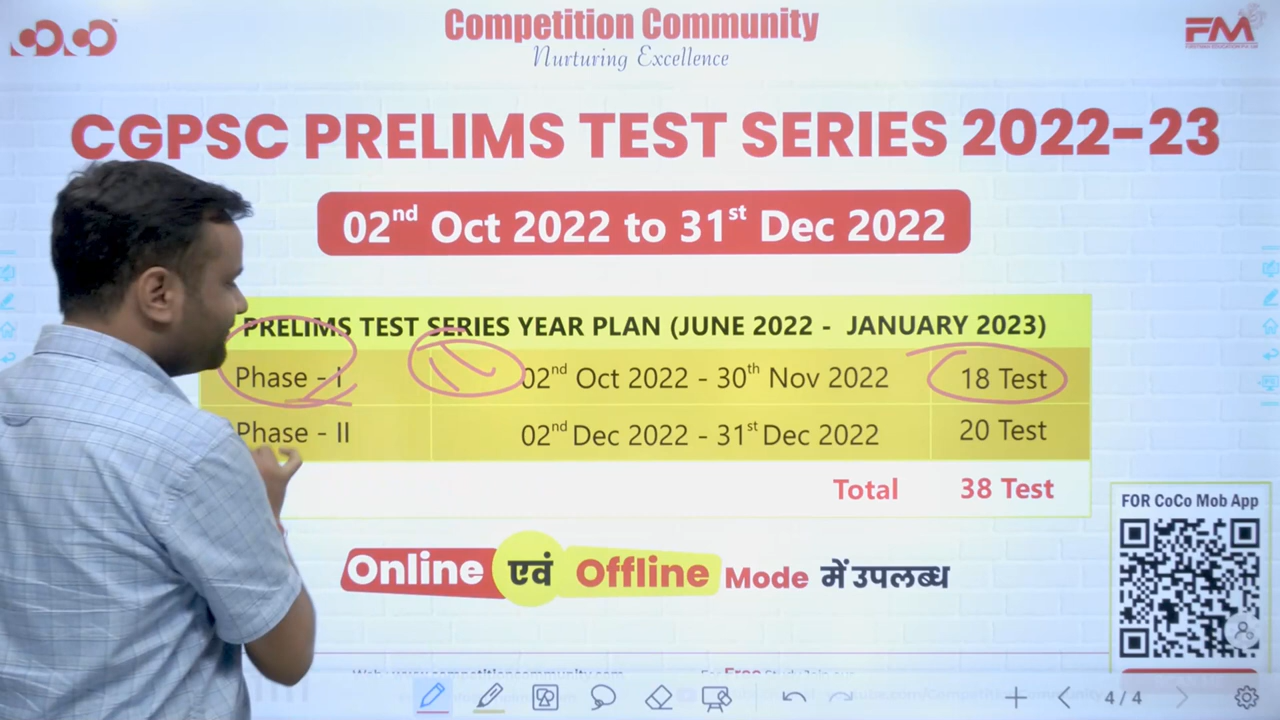 Competition Community
Nurturing Excellence
FM
CGPSC PRELIMS TEST SERIES 2022-23
02nd Oct 2022 to 31st Dec 2022
PRELIMS TEST SERIES YEAR PLAN (JUNE 2022 - JANUARY 2023)
Phase - I 02nd Oct 2022 - 30th Nov 2022 18 Test
Phase - II 02nd Dec 2022 - 31st Dec 2022 20 Test
Total 38 Test
FOR CoCo Mob App
Online एवं Offline Mode में उपलब्ध
4 / 4